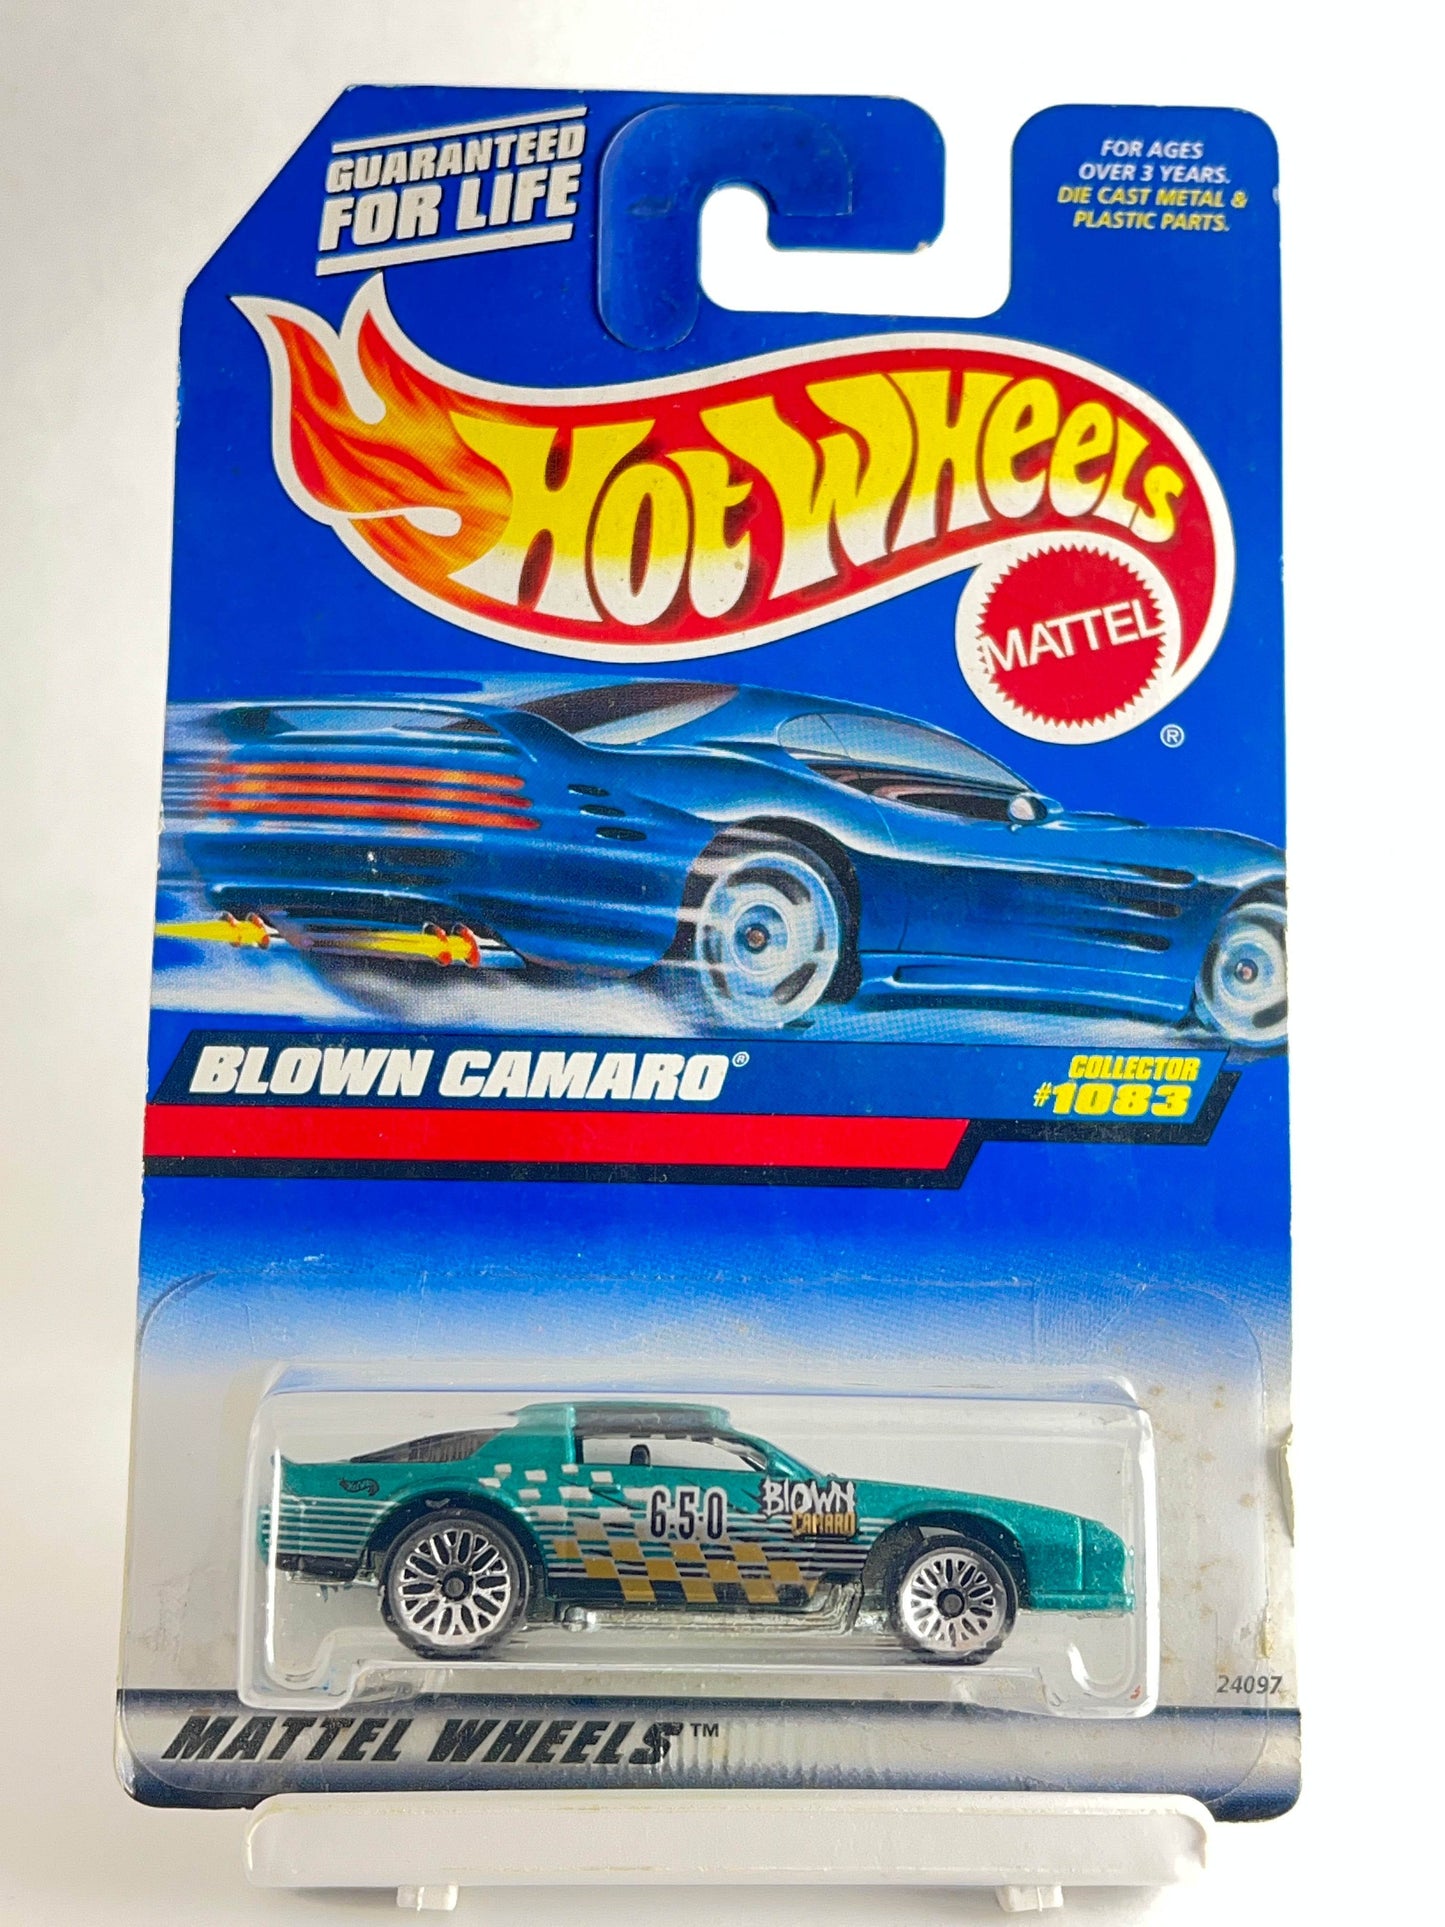 GUARANTEED
FOR LIFE
FOR AGES
OVER 3 YEARS.
DIE CAST METAL &
PLASTIC PARTS.
HOT WHEELS
MATTEL
®
BLOWN CAMARO®
COLLECTOR
#1083
6.5.0
BLOWN
CAMARO
24097
MATTEL WHEELS™